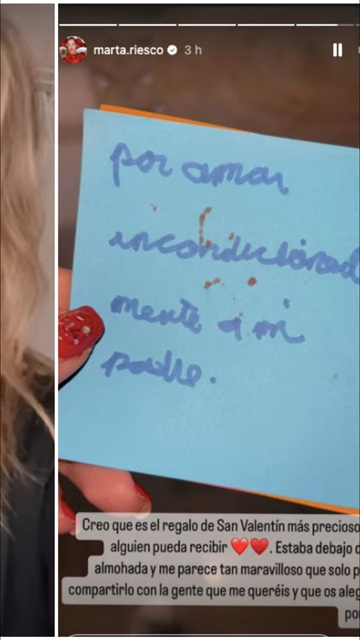 marta.riesco 3 h
por amar
incondicional
mente a mi
padre.
Creo que es el regalo de San Valentín más precioso
alguien pueda recibir ❤️❤️. Estaba debajo d
almohada y me parece tan maravilloso que solo p
compartirlo con la gente que me queréis y que os aleg
po